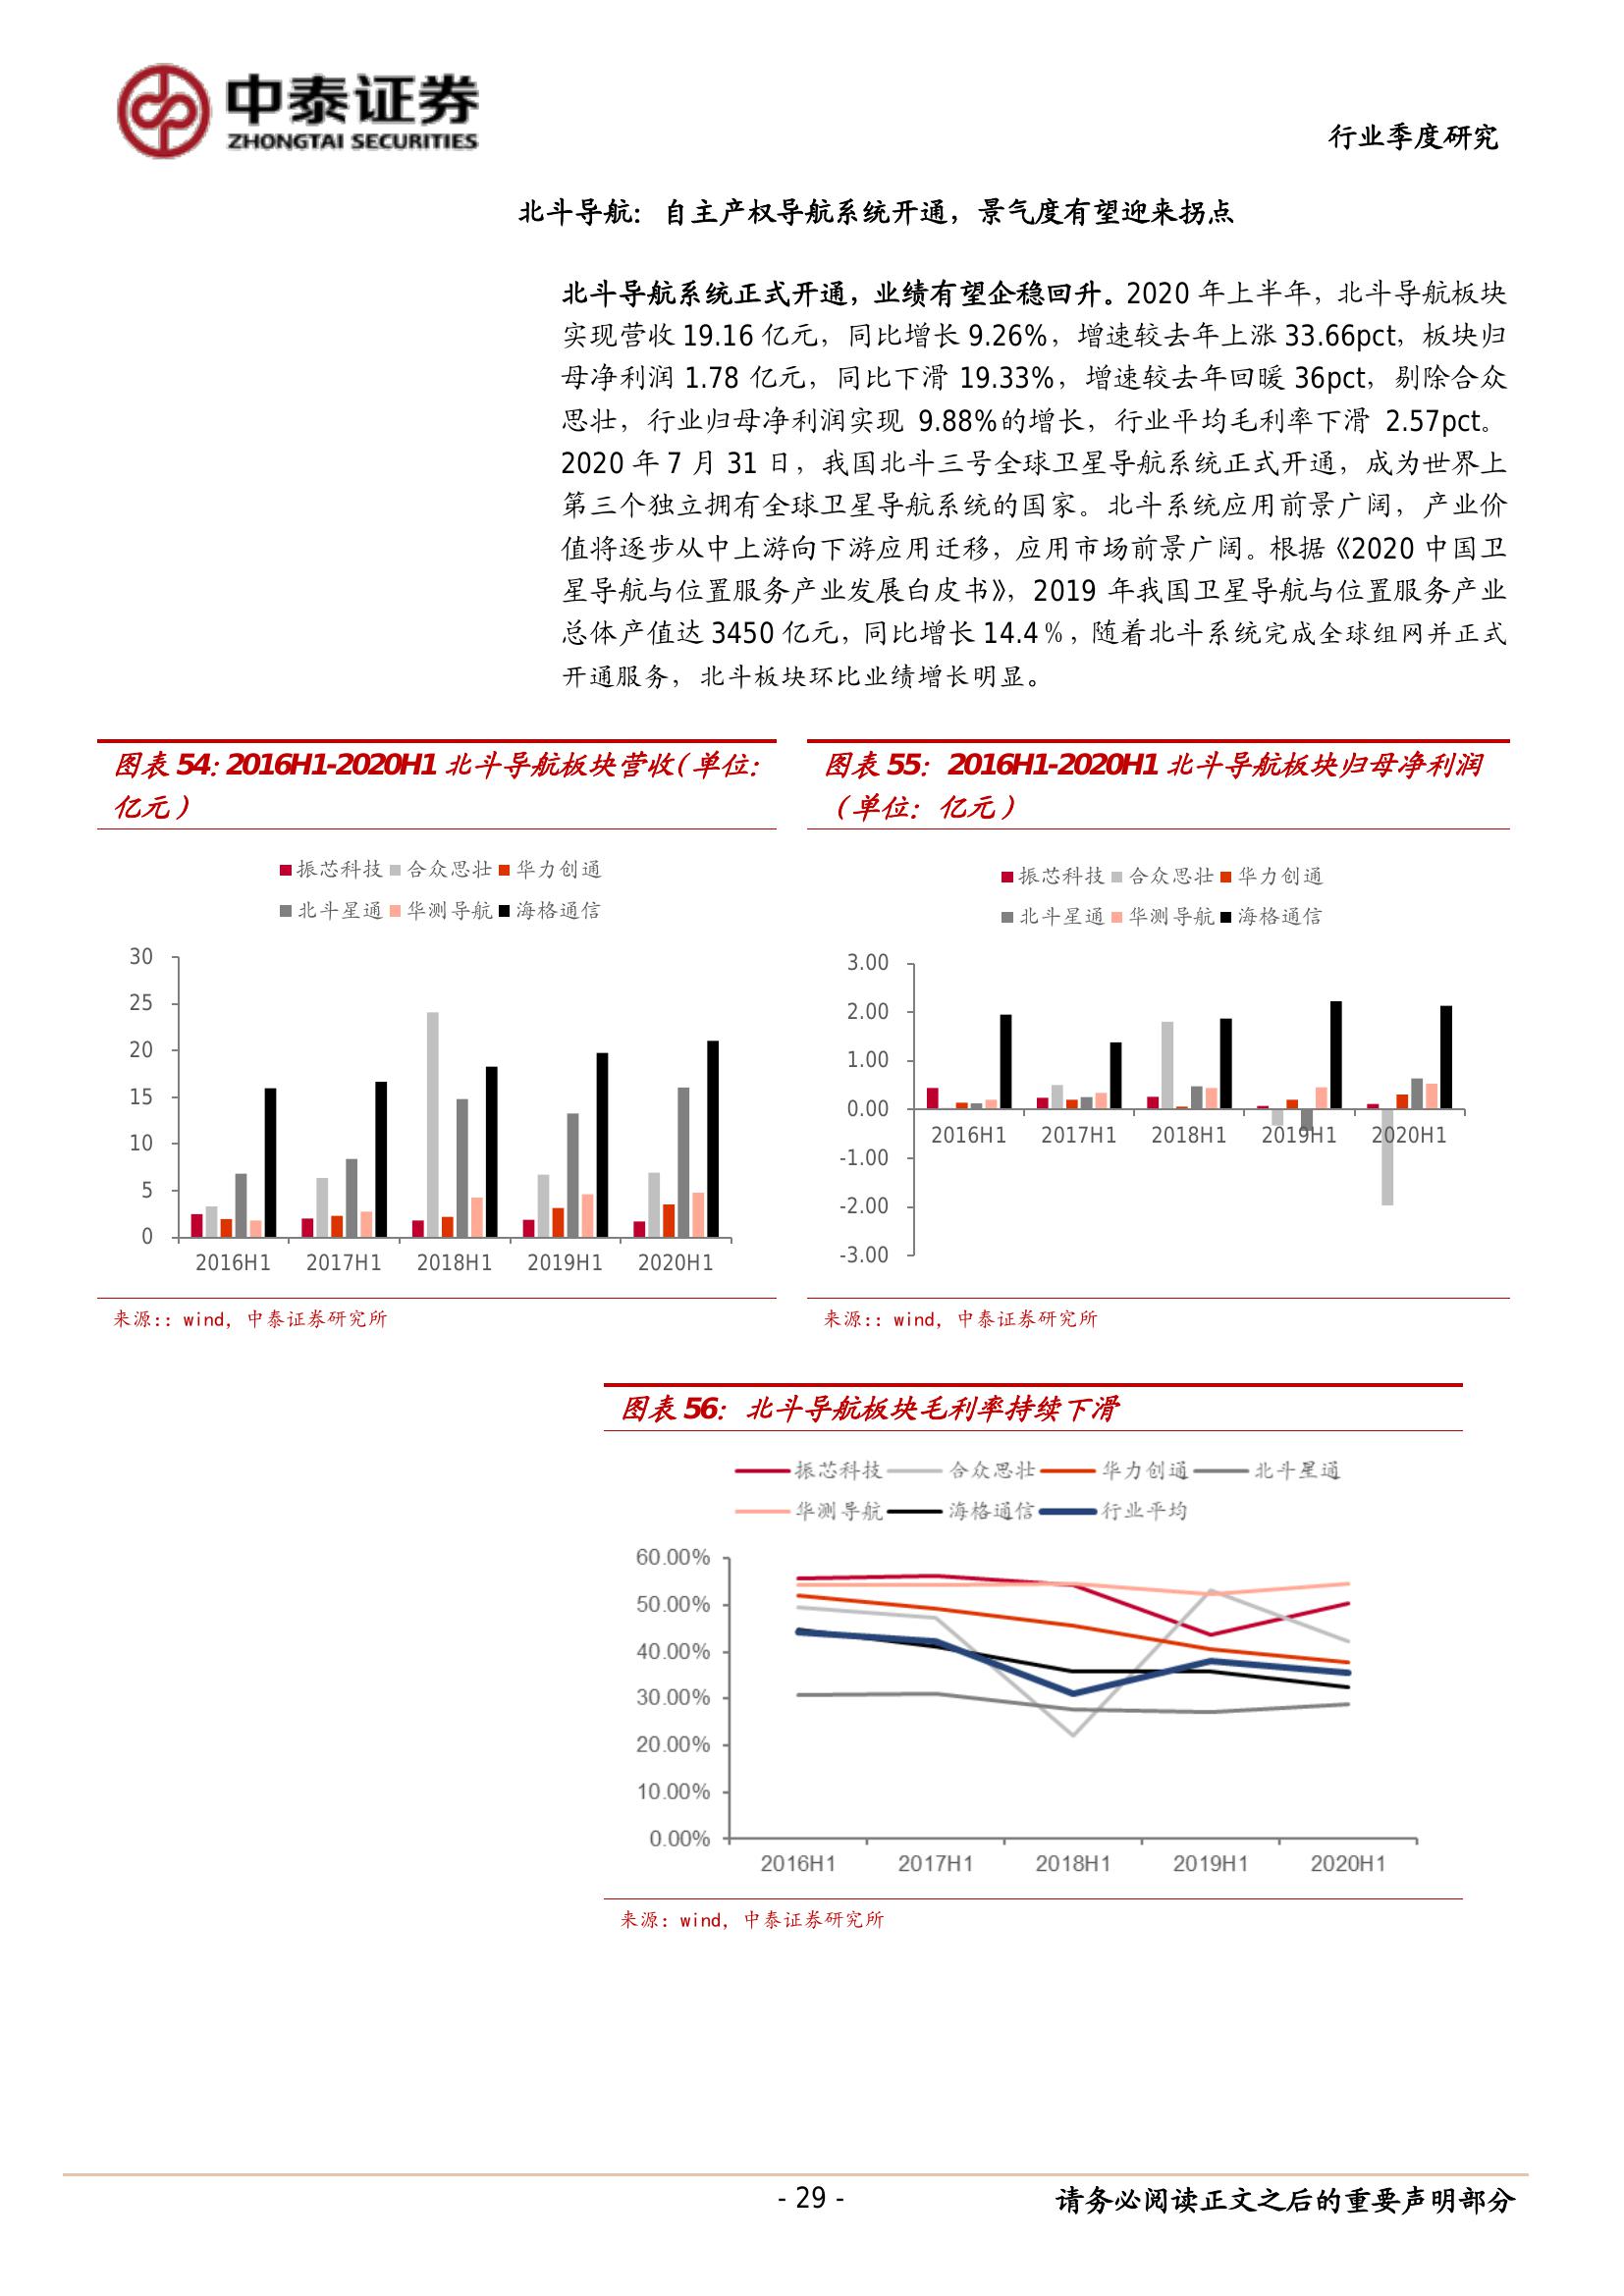 中泰证券
ZHONGTAI SECURITIES
行业季度研究
北斗导航：自主产权导航系统开通，景气度有望迎来拐点
北斗导航系统正式开通，业绩有望企稳回升。2020 年上半年，北斗导航板块
实现营收 19.16 亿元，同比增长 9.26%，增速较去年上涨 33.66pct，板块归
母净利润 1.78 亿元，同比下滑 19.33%，增速较去年回暖 36pct，剔除合众
思壮，行业归母净利润实现 9.88%的增长，行业平均毛利率下滑 2.57pct。
2020 年 7 月 31 日，我国北斗三号全球卫星导航系统正式开通，成为世界上
第三个独立拥有全球卫星导航系统的国家。北斗系统应用前景广阔，产业价
值将逐步从中上游向下游应用迁移，应用市场前景广阔。根据《2020 中国卫
星导航与位置服务产业发展白皮书》，2019 年我国卫星导航与位置服务产业
总体产值达 3450 亿元，同比增长 14.4％，随着北斗系统完成全球组网并正式
开通服务，北斗板块环比业绩增长明显。
图表 54：2016H1-2020H1 北斗导航板块营收（单位：
亿元）
振芯科技 合众思壮 华力创通
北斗星通 华测导航 海格通信
30
25
20
15
10
5
0
2016H1 2017H1 2018H1 2019H1 2020H1
来源：：wind，中泰证券研究所
图表 55：2016H1-2020H1 北斗导航板块归母净利润
（单位：亿元）
振芯科技 合众思壮 华力创通
北斗星通 华测导航 海格通信
3.00
2.00
1.00
0.00
2016H1 2017H1 2018H1 2019H1 2020H1
-1.00
-2.00
-3.00
来源：：wind，中泰证券研究所
图表 56：北斗导航板块毛利率持续下滑
振芯科技 合众思壮 华力创通 北斗星通
华测导航 海格通信 行业平均
60.00%
50.00%
40.00%
30.00%
20.00%
10.00%
0.00%
2016H1 2017H1 2018H1 2019H1 2020H1
来源：wind，中泰证券研究所
- 29 -
请务必阅读正文之后的重要声明部分